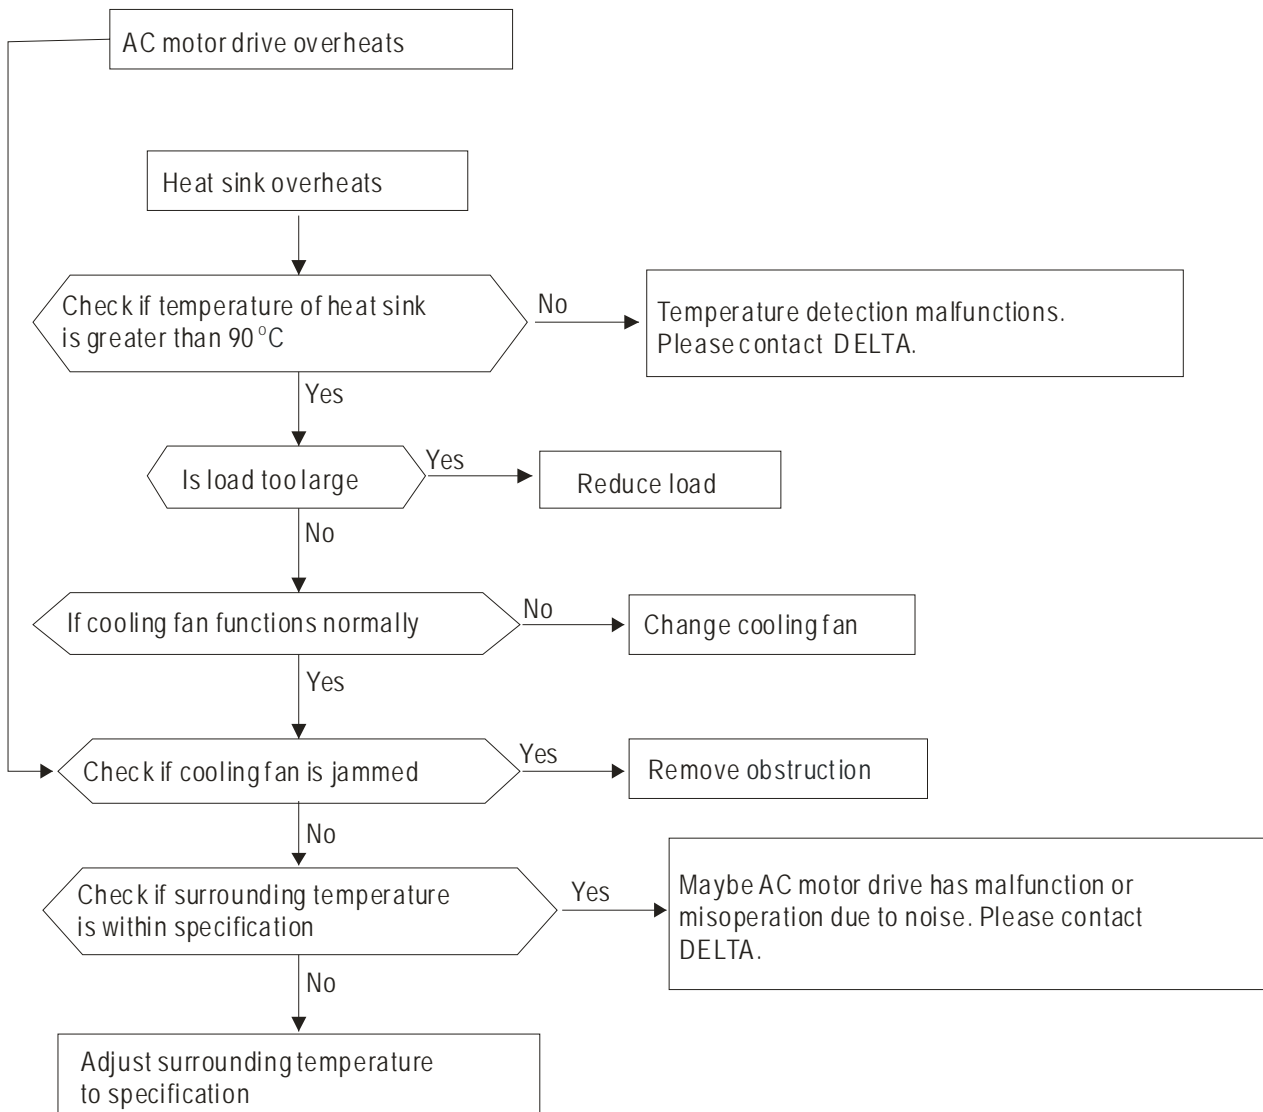 AC motor drive overheats
Heat sink overheats
Check if temperature of heat sink
is greater than 90°C
No
Temperature detection malfunctions.
Please contact DELTA.
Yes
Is load too large
Yes
Reduce load
No
If cooling fan functions normally
No
Change cooling fan
Yes
Check if cooling fan is jammed
Yes
Remove obstruction
No
Check if surrounding temperature
is within specification
Yes
Maybe AC motor drive has malfunction or
misoperation due to noise. Please contact
DELTA.
No
Adjust surrounding temperature
to specification